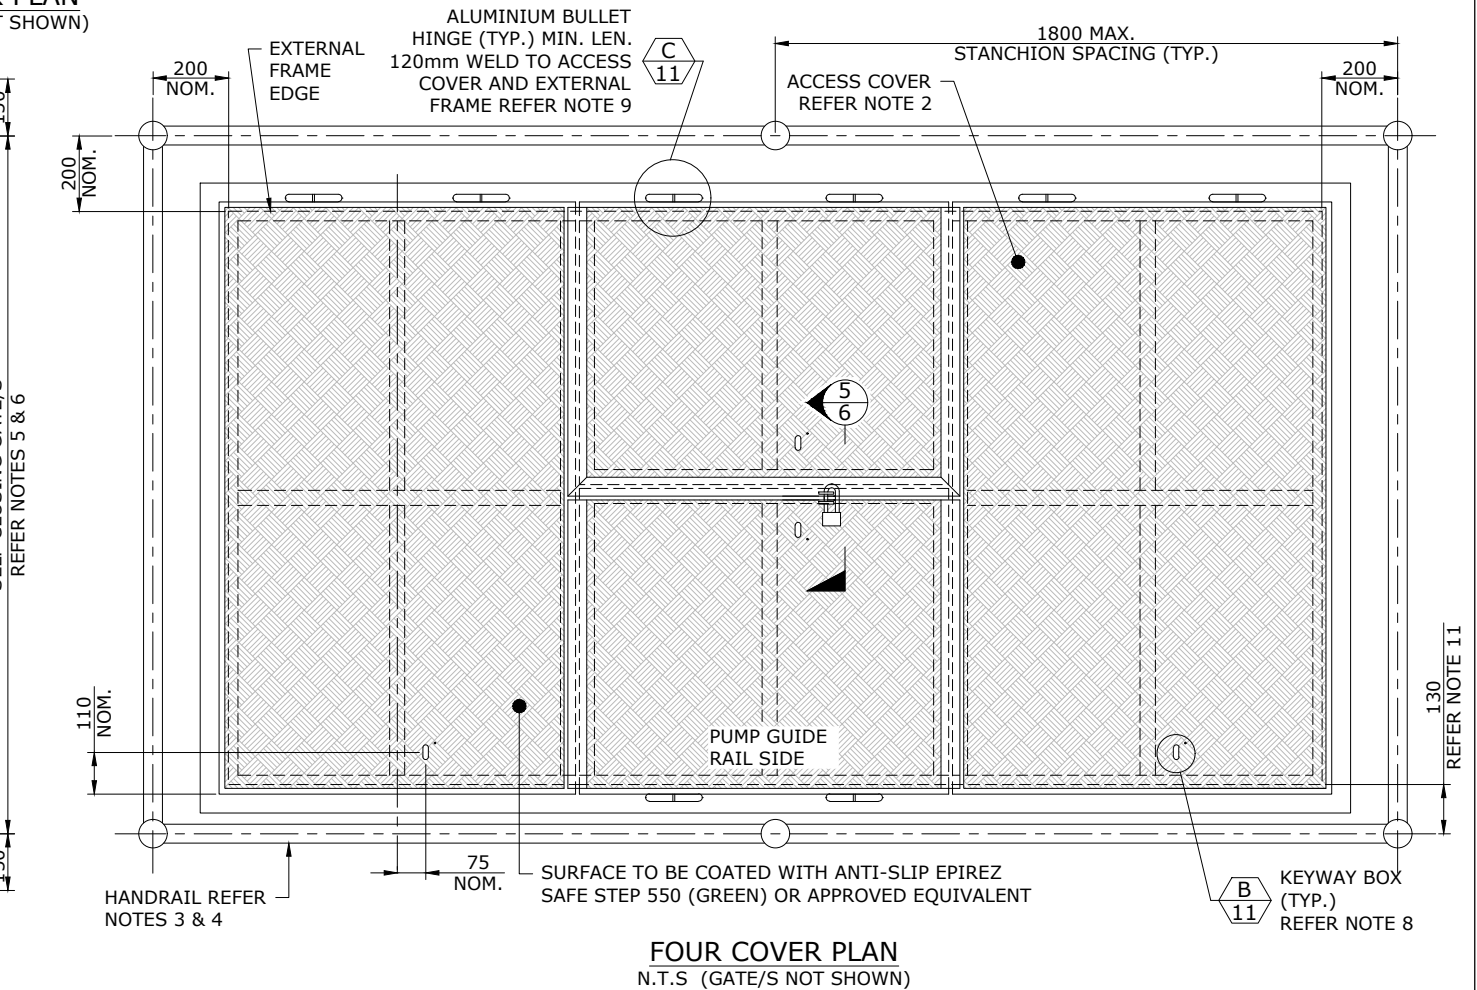 PLAN
T SHOWN)
150
REFER NOTES 5 & 6
150
200
NOM.
EXTERNAL
FRAME
EDGE
ALUMINIUM BULLET
HINGE (TYP.) MIN. LEN.
120mm WELD TO ACCESS
COVER AND EXTERNAL
FRAME REFER NOTE 9
C
11
1800 MAX.
STANCHION SPACING (TYP.)
ACCESS COVER
REFER NOTE 2
200
NOM.
200
NOM.
5
6
110
NOM.
PUMP GUIDE
RAIL SIDE
130
REFER NOTE 11
75
NOM.
HANDRAIL REFER
NOTES 3 & 4
SURFACE TO BE COATED WITH ANTI-SLIP EPIREZ
SAFE STEP 550 (GREEN) OR APPROVED EQUIVALENT
B
11
KEYWAY BOX
(TYP.)
REFER NOTE 8
FOUR COVER PLAN
N.T.S (GATE/S NOT SHOWN)